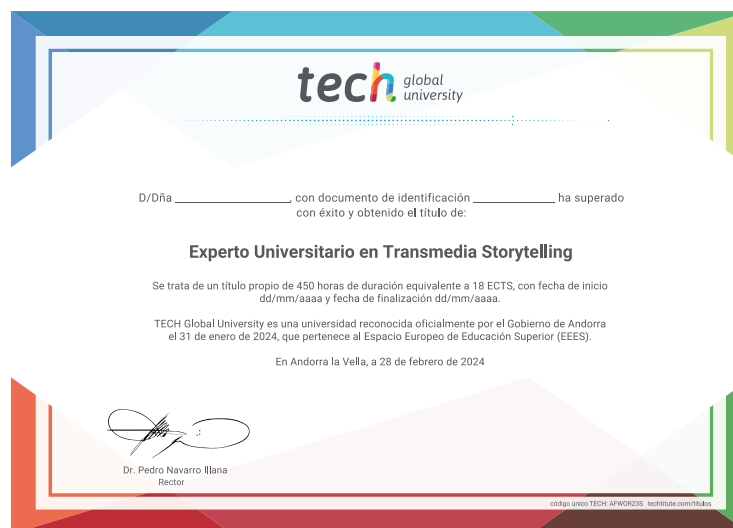 tech global university
D/Dña ____________________, con documento de identificación ______________ ha superado
con éxito y obtenido el título de:
Experto Universitario en Transmedia Storytelling
Se trata de un título propio de 450 horas de duración equivalente a 18 ECTS, con fecha de inicio
dd/mm/aaaa y fecha de finalización dd/mm/aaaa.
TECH Global University es una universidad reconocida oficialmente por el Gobierno de Andorra
el 31 de enero de 2024, que pertenece al Espacio Europeo de Educación Superior (EEES).
En Andorra la Vella, a 28 de febrero de 2024
Dr. Pedro Navarro Illana
Rector
código único TECH: AFWOR23S techtitute.com/titulos